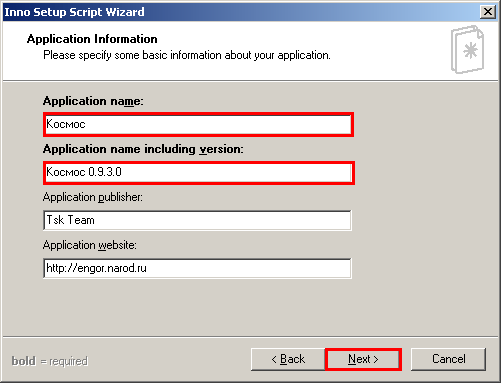 Inno Setup Script Wizard
Application Information
Please specify some basic information about your application.
Application name:
Космос
Application name including version:
Космос 0.9.3.0
Application publisher:
Tsk Team
Application website:
http://engor.narod.ru
bold = required
< Back
Next >
Cancel